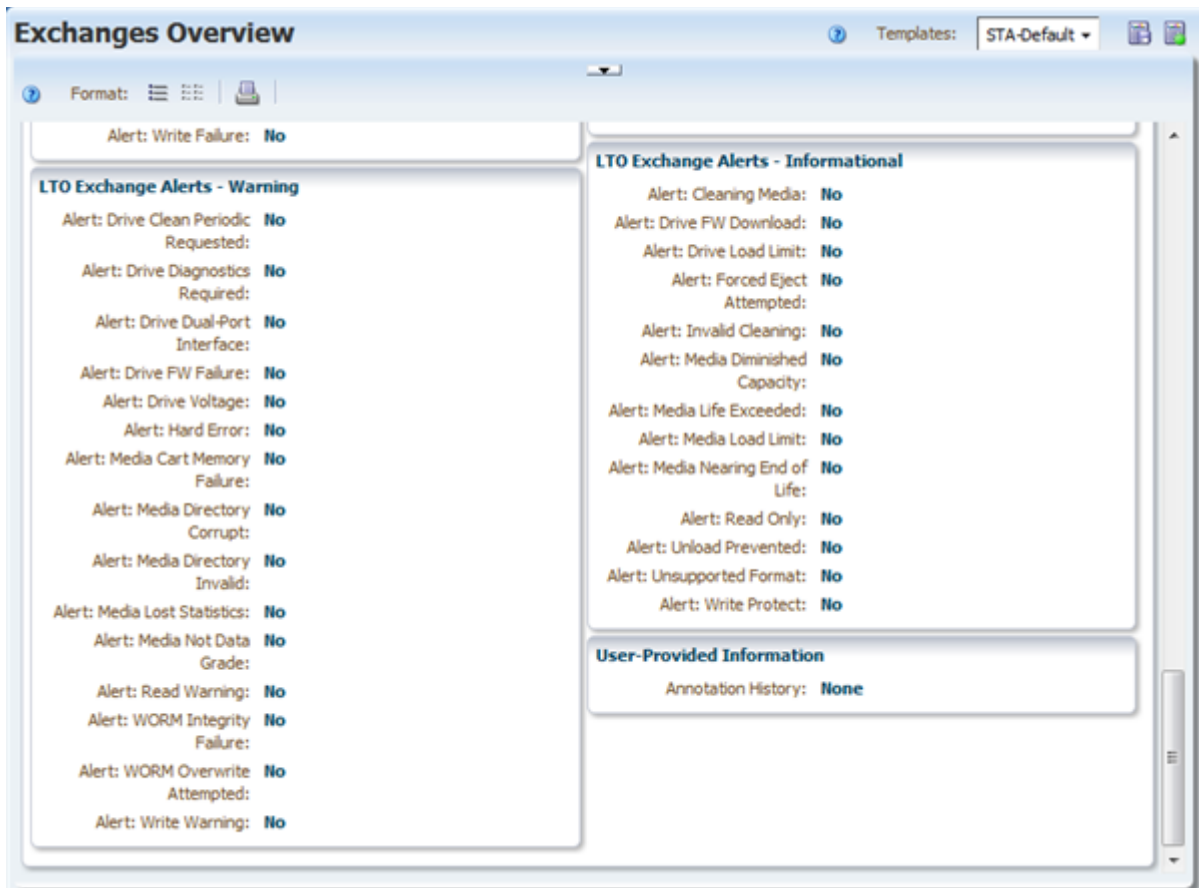 Exchanges Overview
Templates: STA-Default
Format:
Alert: Write Failure: No
LTO Exchange Alerts - Warning
Alert: Drive Clean Periodic No
Requested:
Alert: Drive Diagnostics No
Required:
Alert: Drive Dual-Port No
Interface:
Alert: Drive FW Failure: No
Alert: Drive Voltage: No
Alert: Hard Error: No
Alert: Media Cart Memory No
Failure:
Alert: Media Directory No
Corrupt:
Alert: Media Directory No
Invalid:
Alert: Media Lost Statistics: No
Alert: Media Not Data No
Grade:
Alert: Read Warning: No
Alert: WORM Integrity No
Failure:
Alert: WORM Overwrite No
Attempted:
Alert: Write Warning: No
LTO Exchange Alerts - Informational
Alert: Cleaning Media: No
Alert: Drive FW Download: No
Alert: Drive Load Limit: No
Alert: Forced Eject No
Attempted:
Alert: Invalid Cleaning: No
Alert: Media Diminished No
Capacity:
Alert: Media Life Exceeded: No
Alert: Media Load Limit: No
Alert: Media Nearing End of No
Life:
Alert: Read Only: No
Alert: Unload Prevented: No
Alert: Unsupported Format: No
Alert: Write Protect: No
User-Provided Information
Annotation History: None